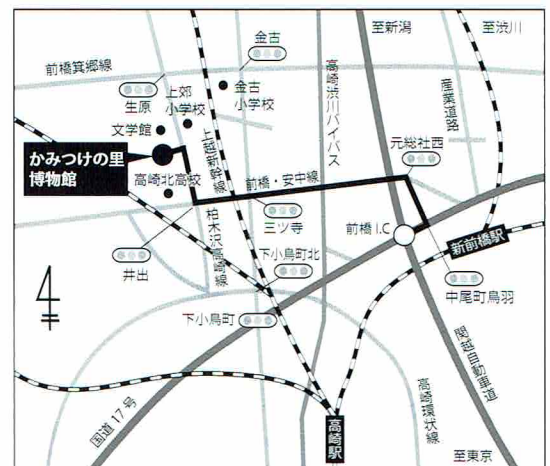 金古
至新潟
至渋川
前橋箕郷線
生原
上郊
小学校
金古
小学校
高崎渋川バイパス
産業道路
文学館
元総社西
かみつけの里
博物館
上越新幹線
高崎北高校
前橋・安中線
三ツ寺
前橋I.C
新前橋駅
柏木沢高崎線
井出
下小鳥町北
中尾町鳥羽
下小鳥町
関越自動車道
国道17号
高崎駅
高崎環状線
至東京